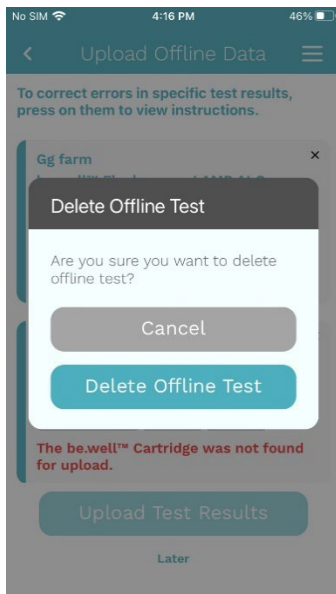 No SIM 4:16 PM 46%
Upload Offline Data
To correct errors in specific test results,
press on them to view instructions.
Gg farm
Delete Offline Test
Are you sure you want to delete
offline test?
Cancel
Delete Offline Test
The be.well™ Cartridge was not found
for upload.
Upload Test Results
Later